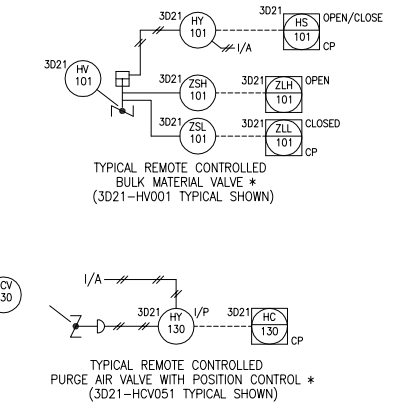 3D21
HY
101
I/A
3D21
HS
101
OPEN/CLOSE
CP
3D21
HV
101
3D21
ZSH
101
3D21
ZLH
101
OPEN
3D21
ZSL
101
3D21
ZLL
101
CLOSED
CP
TYPICAL REMOTE CONTROLLED
BULK MATERIAL VALVE *
(3D21-HV001 TYPICAL SHOWN)
CV
30
I/A
3D21
HY
130
I/P
3D21
HC
130
CP
TYPICAL REMOTE CONTROLLED
PURGE AIR VALVE WITH POSITION CONTROL *
(3D21-HCV051 TYPICAL SHOWN)